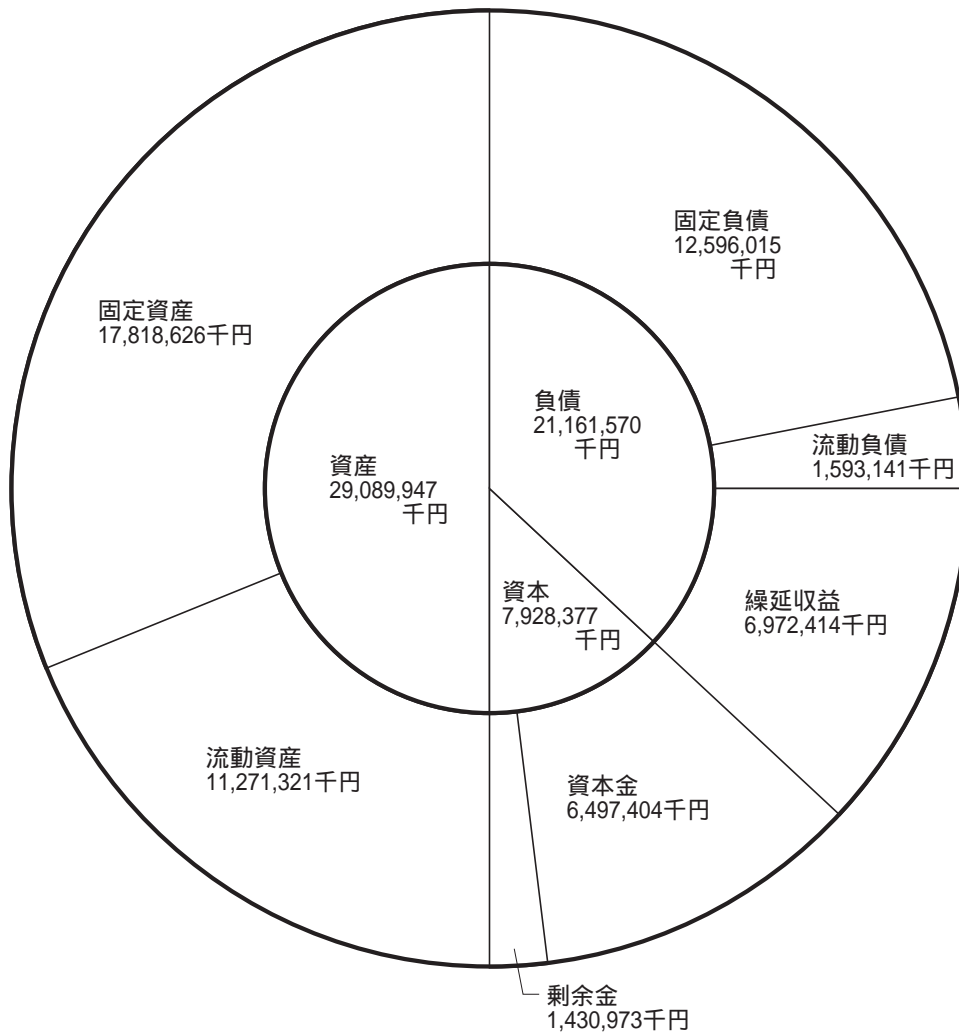 固定負債
12,596,015
千円
固定資産
17,818,626千円
負債
21,161,570
千円
流動負債
1,593,141千円
資産
29,089,947
千円
資本
7,928,377
千円
繰延収益
6,972,414千円
流動資産
11,271,321千円
資本金
6,497,404千円
剰余金
1,430,973千円